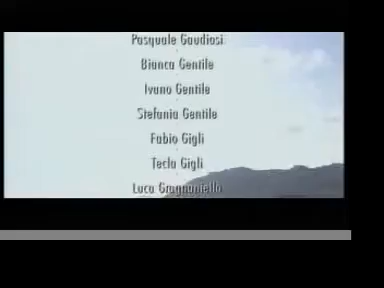 Pasquale Gaudiosi
Bianca Gentile
Ivano Gentile
Stefania Gentile
Fabio Gigli
Tecla Gigli
Luca Gragnaniello